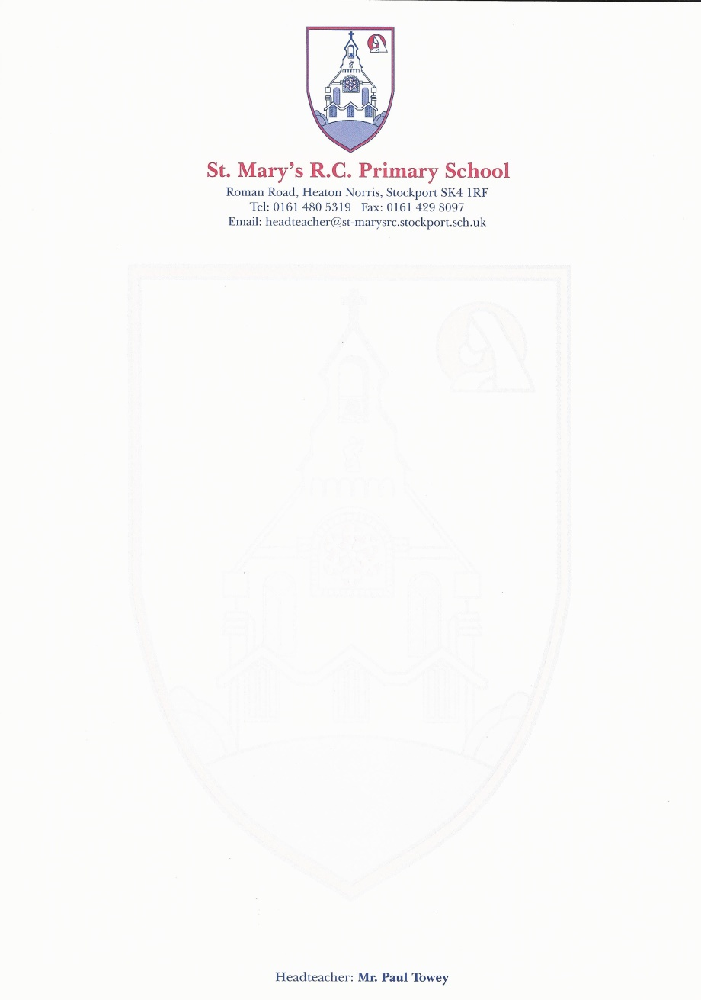 St. Mary's R.C. Primary School
Roman Road, Heaton Norris, Stockport SK4 1RF
Tel: 0161 480 5319 Fax: 0161 429 8097
Email: headteacher@st-marysrc.stockport.sch.uk
Headteacher: Mr. Paul Towey